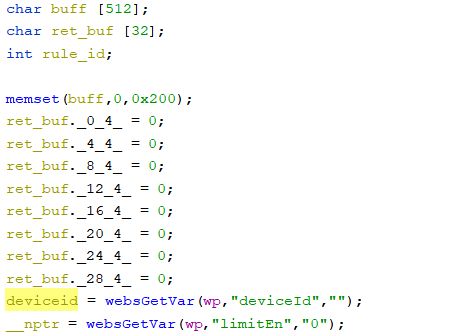 char buff [512];
char ret_buf [32];
int rule_id;
memset(buff,0,0x200);
ret_buf._0_4_ = 0;
ret_buf._4_4_ = 0;
ret_buf._8_4_ = 0;
ret_buf._12_4_ = 0;
ret_buf._16_4_ = 0;
ret_buf._20_4_ = 0;
ret_buf._24_4_ = 0;
ret_buf._28_4_ = 0;
deviceid = websGetVar(wp,"deviceId","");
__nptr = websGetVar(wp,"limitEn","0");